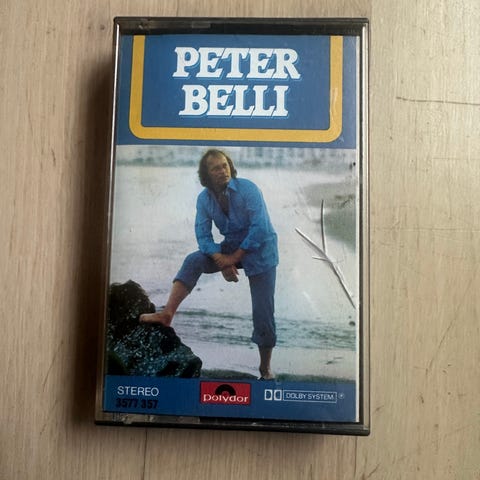 PETER
BELLI
STEREO
3577 357
polydor
DOLBY SYSTEM